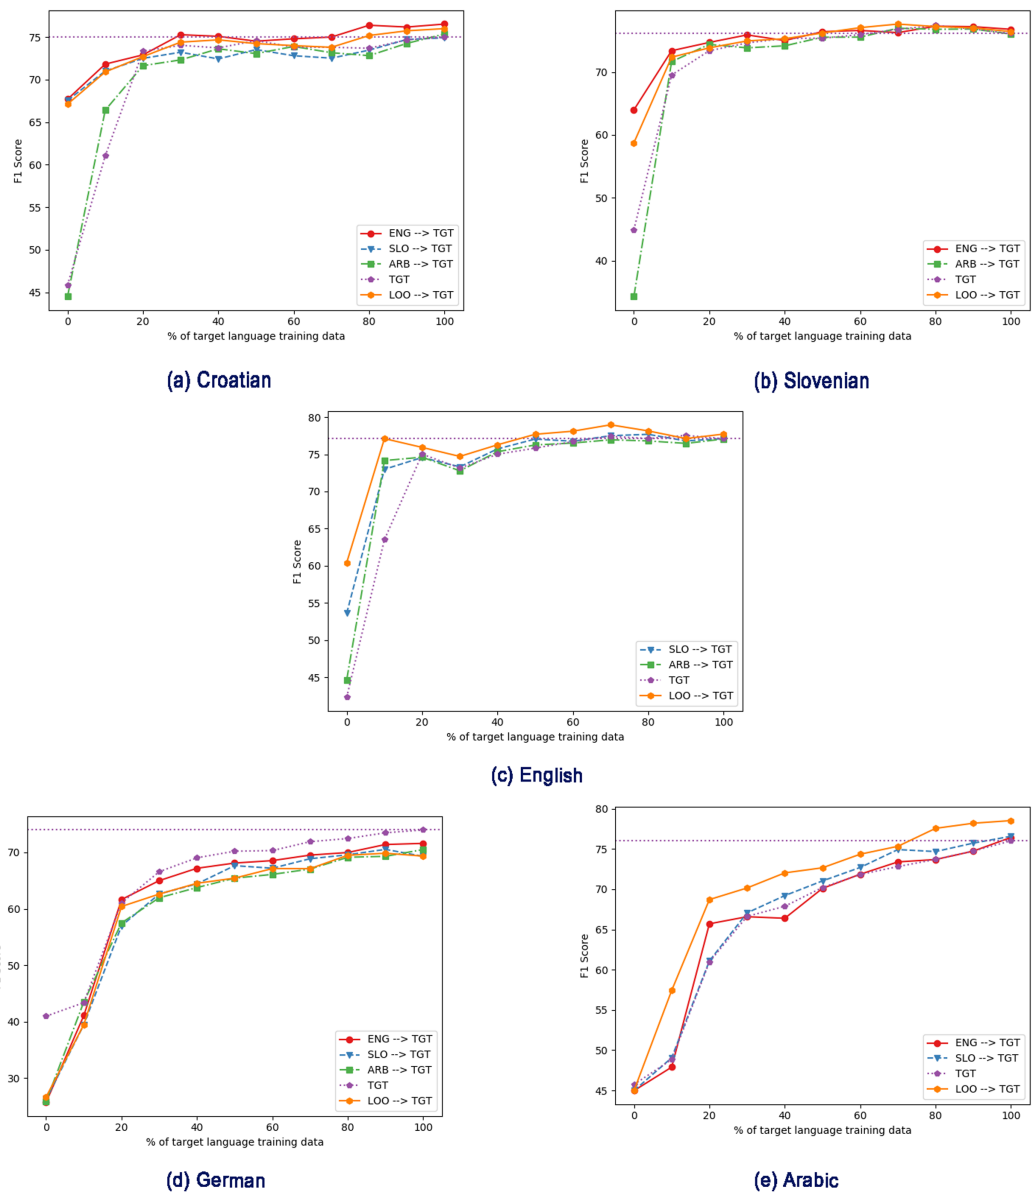 75
70
65
60
55
50
45
F1 Score
ENG --> TGT
SLO --> TGT
ARB --> TGT
TGT
LOO --> TGT
0 20 40 60 80 100
% of target language training data
(a) Croatian
70
60
50
40
F1 Score
ENG --> TGT
ARB --> TGT
TGT
LOO --> TGT
0 20 40 60 80 100
% of target language training data
(b) Slovenian
80
75
70
65
60
55
50
45
F1 Score
SLO --> TGT
ARB --> TGT
TGT
LOO --> TGT
0 20 40 60 80 100
% of target language training data
(c) English
70
60
50
40
30
ENG --> TGT
SLO --> TGT
ARB --> TGT
TGT
LOO --> TGT
0 20 40 60 80 100
% of target language training data
(d) German
80
75
70
65
60
55
50
45
F1 Score
ENG --> TGT
SLO --> TGT
TGT
LOO --> TGT
0 20 40 60 80 100
% of target language training data
(e) Arabic